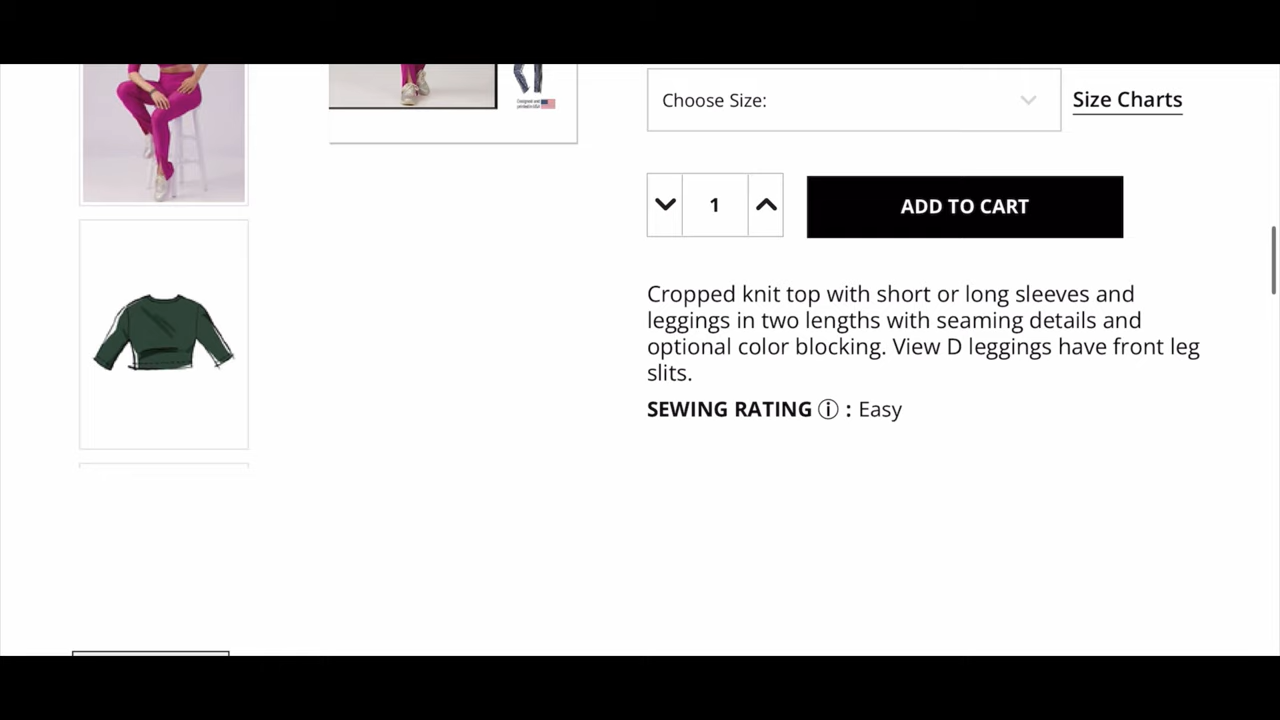 Choose Size:
Size Charts
1
ADD TO CART
Cropped knit top with short or long sleeves and
leggings in two lengths with seaming details and
optional color blocking. View D leggings have front leg
slits.
SEWING RATING ⓘ : Easy